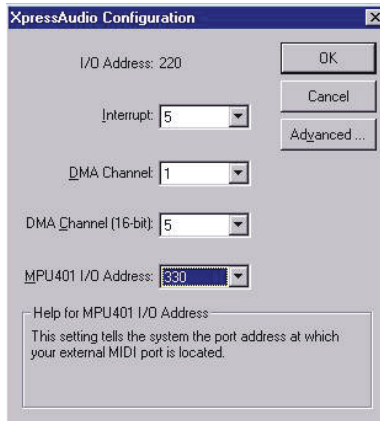 XpressAudio Configuration
I/O Address: 220
OK
Interrupt: 5
Cancel
Advanced ...
DMA Channel: 1
DMA Channel (16-bit): 5
MPU401 I/O Address: 330
Help for MPU401 I/O Address
This setting tells the system the port address at which
your external MIDI port is located.